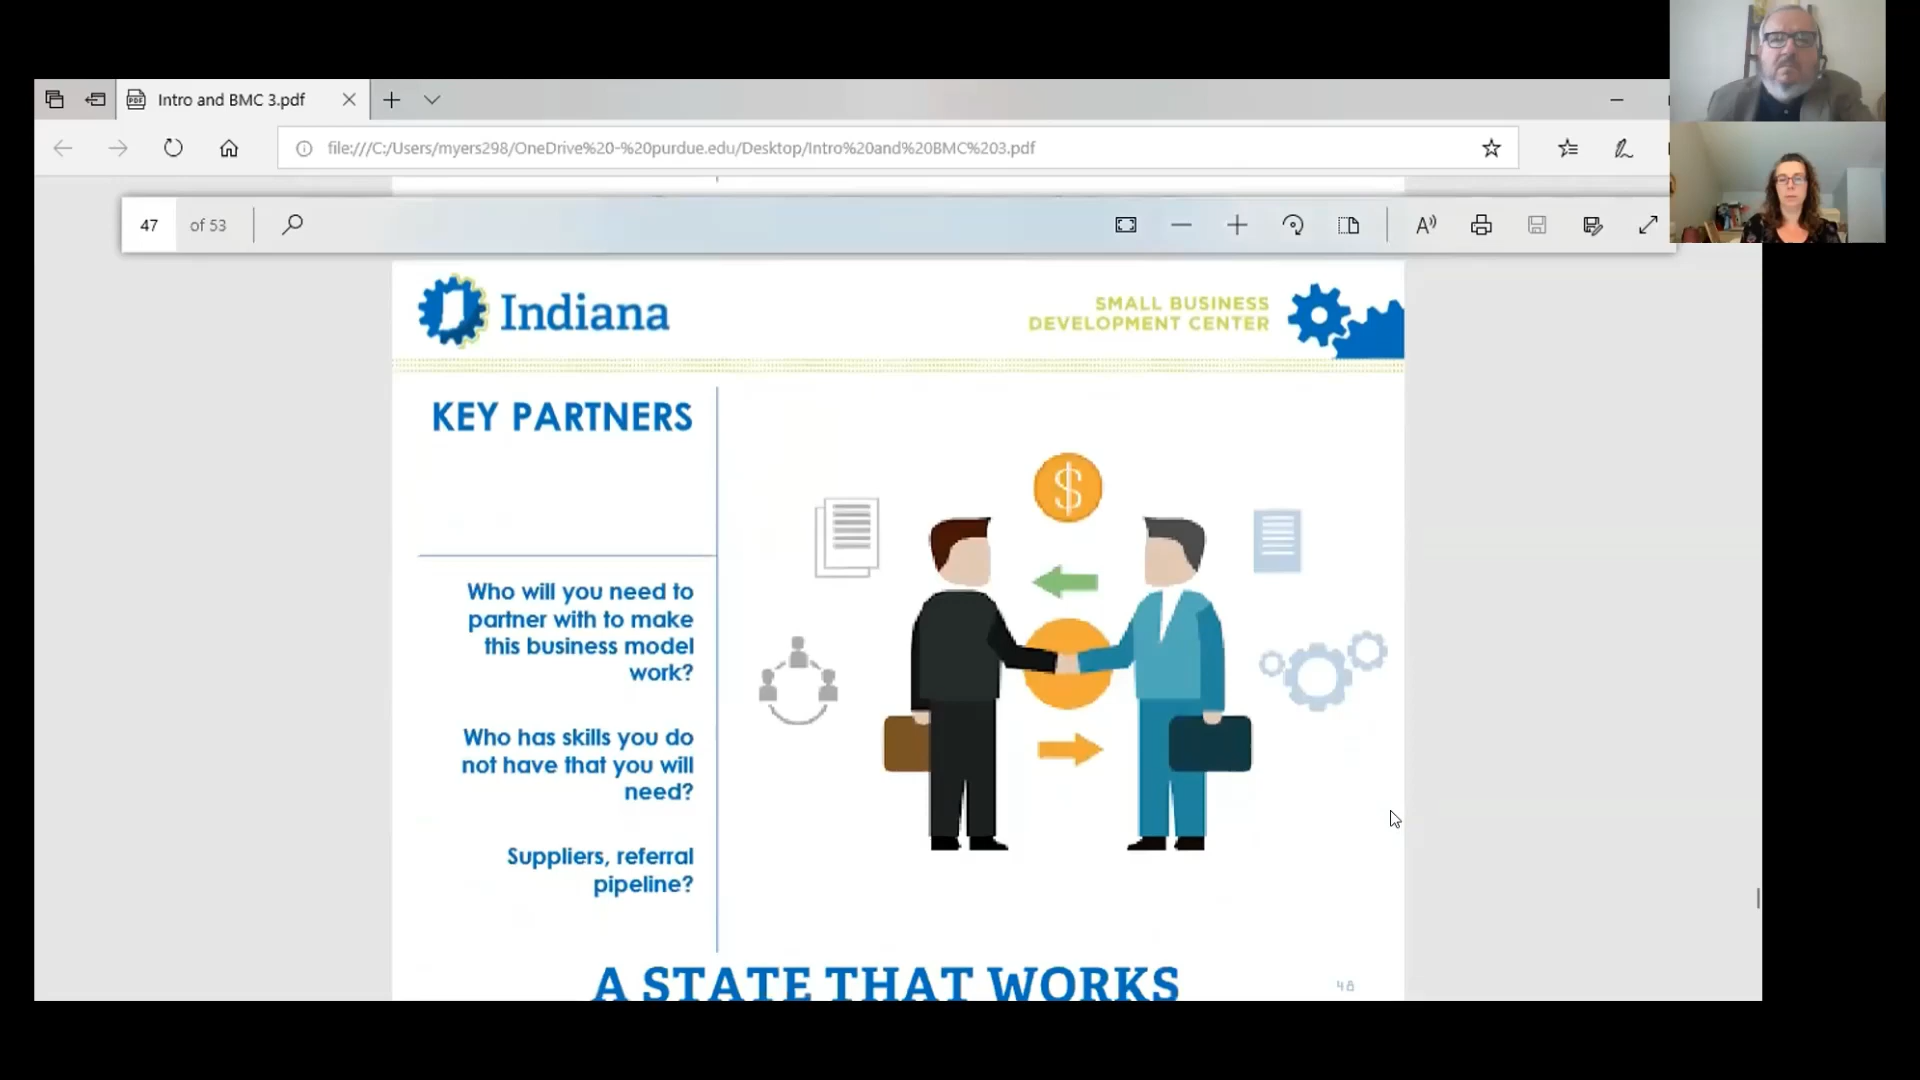 Intro and BMC 3.pdf
file:///C:/Users/myers298/OneDrive%20-%20purdue.edu/Desktop/Intro%20and%20BMC%203.pdf
47 of 53
Indiana
SMALL BUSINESS
DEVELOPMENT CENTER
KEY PARTNERS
$
Who will you need to
partner with to make
this business model
work?
Who has skills you do
not have that you will
need?
Suppliers, referral
pipeline?
A STATE THAT WORKS
48